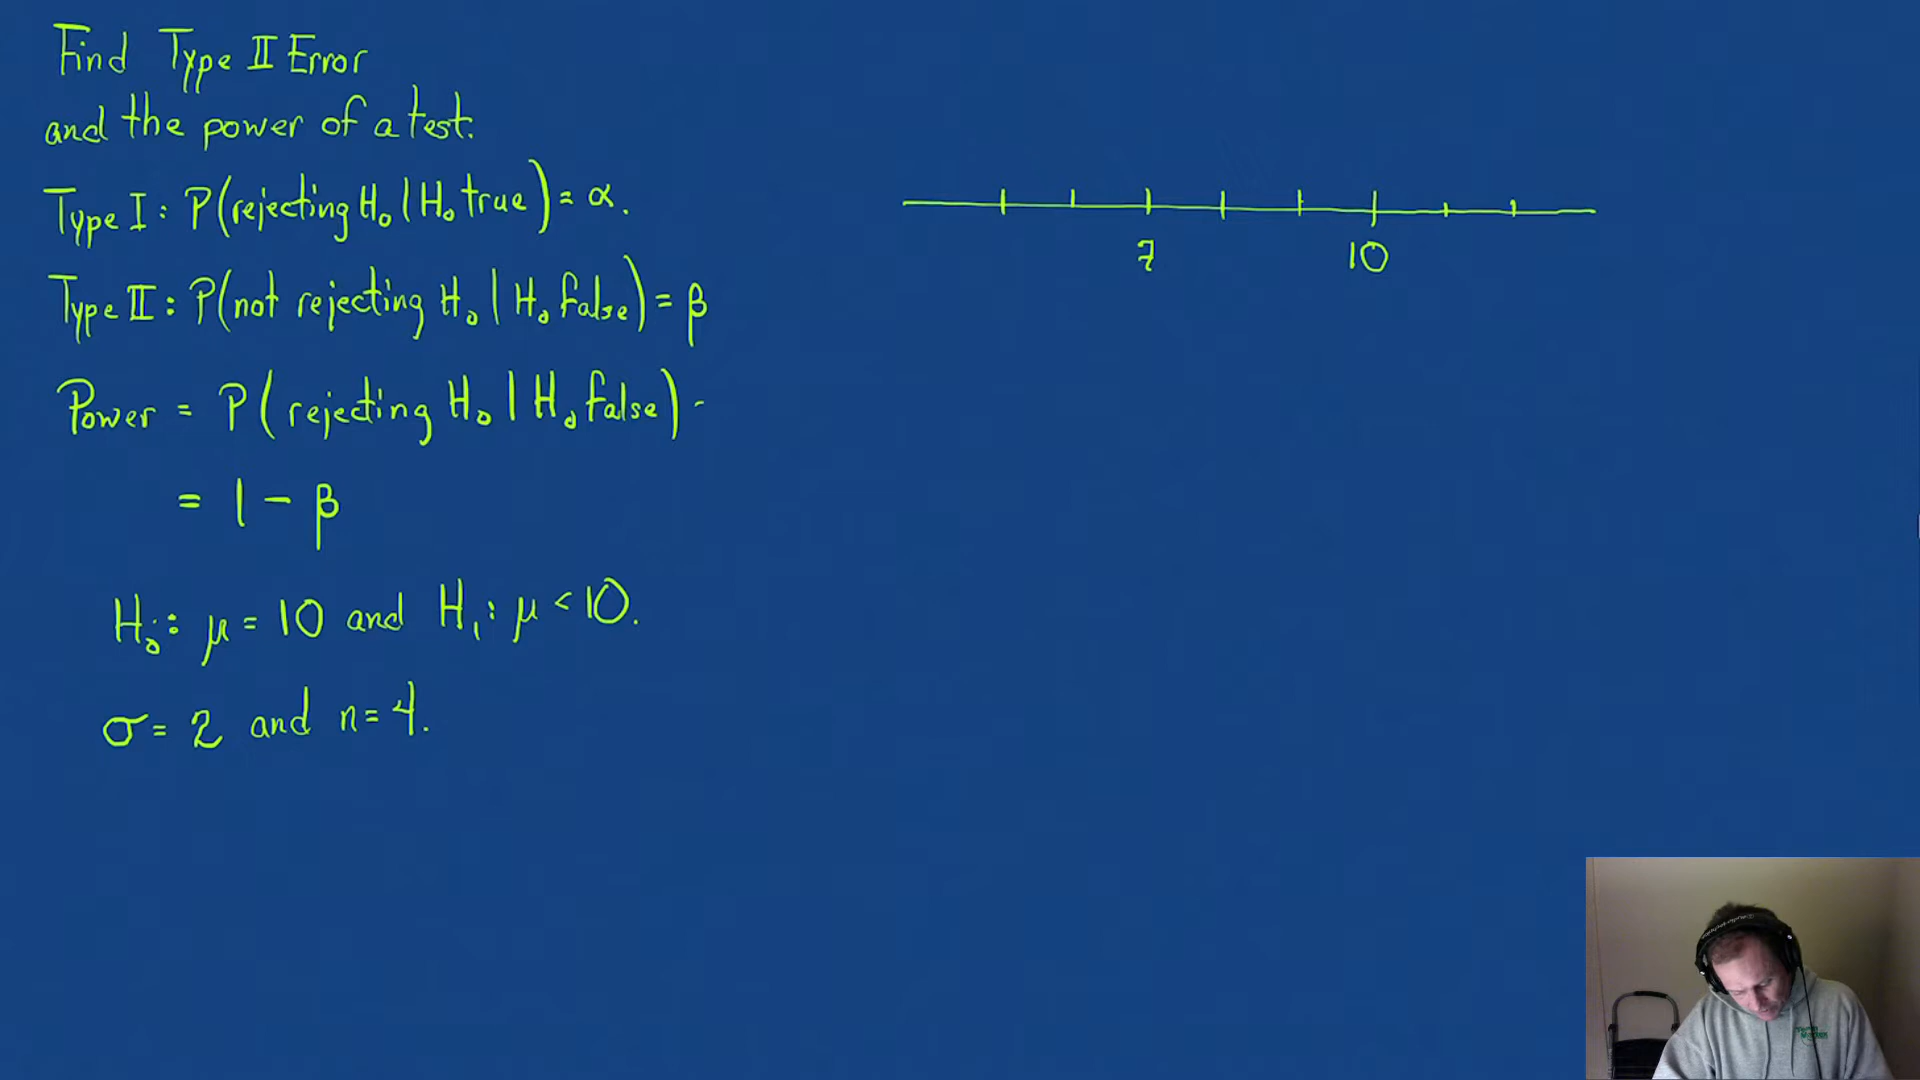 Find Type II Error
and the power of a test.
Type I: P(rejecting H₀ | H₀ true) = α.
Type II: P(not rejecting H₀ | H₀ false) = β
Power = P(rejecting H₀ | H₀ false) -
= 1 - β
H₀: μ = 10 and H₁: μ < 10.
σ = 2 and n = 4.
7 10